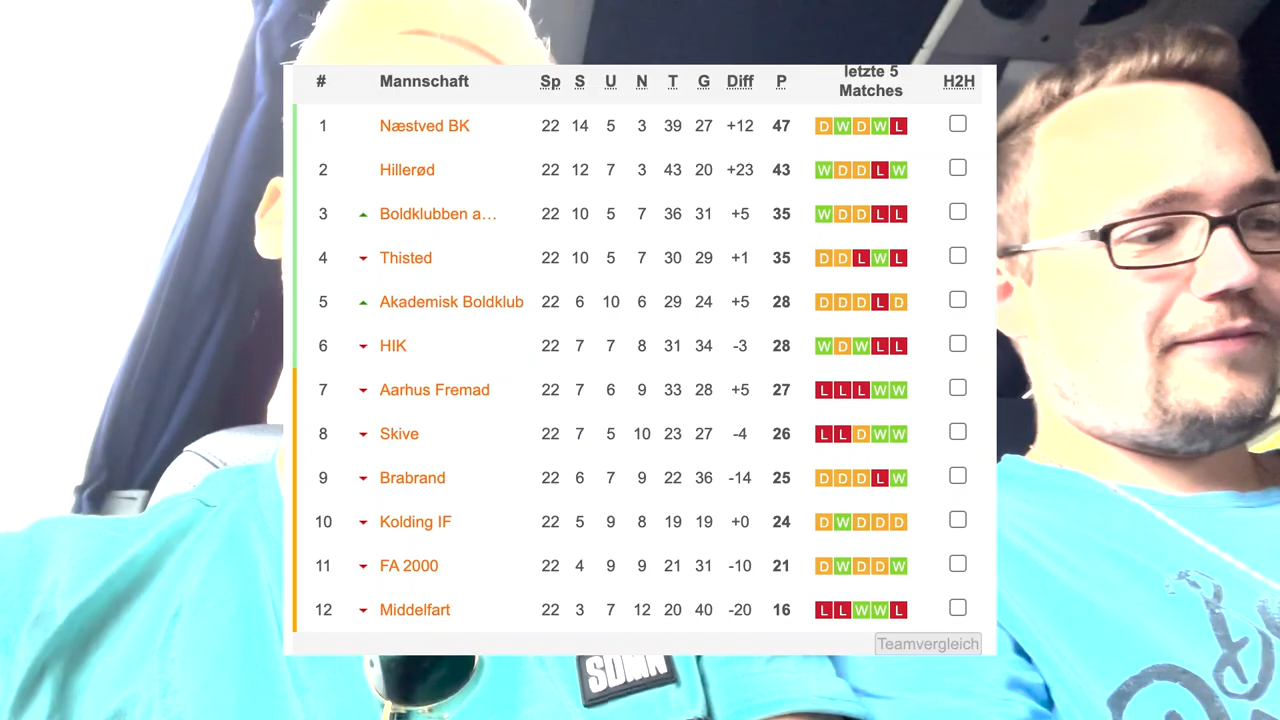 # Mannschaft Sp S U N T G Diff P letzte 5 Matches H2H
1 Næstved BK 22 14 5 3 39 27 +12 47 D W D W L
2 Hillerød 22 12 7 3 43 20 +23 43 W D D L W
3 Boldklubben a... 22 10 5 7 36 31 +5 35 W D D L L
4 Thisted 22 10 5 7 30 29 +1 35 D D L W L
5 Akademisk Boldklub 22 6 10 6 29 24 +5 28 D D D L D
6 HIK 22 7 7 8 31 34 -3 28 W D W L L
7 Aarhus Fremad 22 7 6 9 33 28 +5 27 L L L W W
8 Skive 22 7 5 10 23 27 -4 26 L L D W W
9 Brabrand 22 6 7 9 22 36 -14 25 D D D L W
10 Kolding IF 22 5 9 8 19 19 +0 24 D W D D D
11 FA 2000 22 4 9 9 21 31 -10 21 D W D D W
12 Middelfart 22 3 7 12 20 40 -20 16 L L W W L
Teamvergleich
SDMN